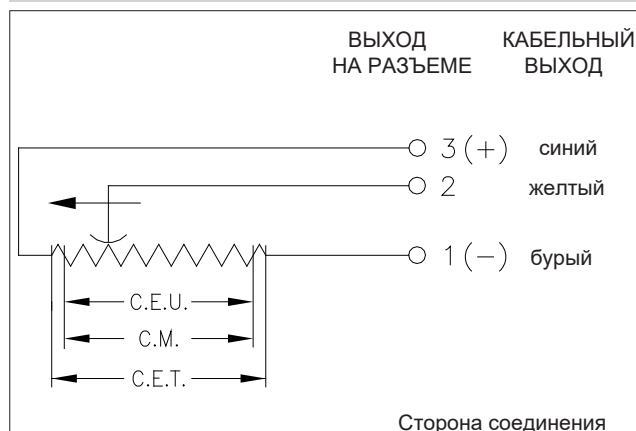 ВЫХОД
НА РАЗЪЕМЕ
КАБЕЛЬНЫЙ
ВЫХОД
3 (+) синий
2 желтый
1 (−) бурый
C.E.U.
C.M.
C.E.T.
Сторона соединения